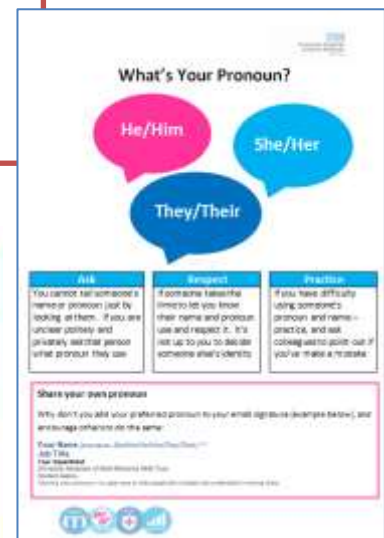 NHS
What's Your Pronoun?
He/Him
She/Her
They/Their
Ask
You cannot tell someone's
name or pronoun just by
looking at them. If you are
unclear politely and
privately ask that person
what pronoun they use
Respect
If someone takes the
time to let you know
their name and pronoun
use and respect it. It's
not up to you to decide
someone else's identity
Practice
If you have difficulty
using someone's
pronoun and name –
practice, and ask
colleagues to point out if
you've make a mistake
Share your own pronoun
Why don't you add your preferred pronoun to your email signature (example below), and
encourage others to do the same
Your Name
Job Title
Your Department